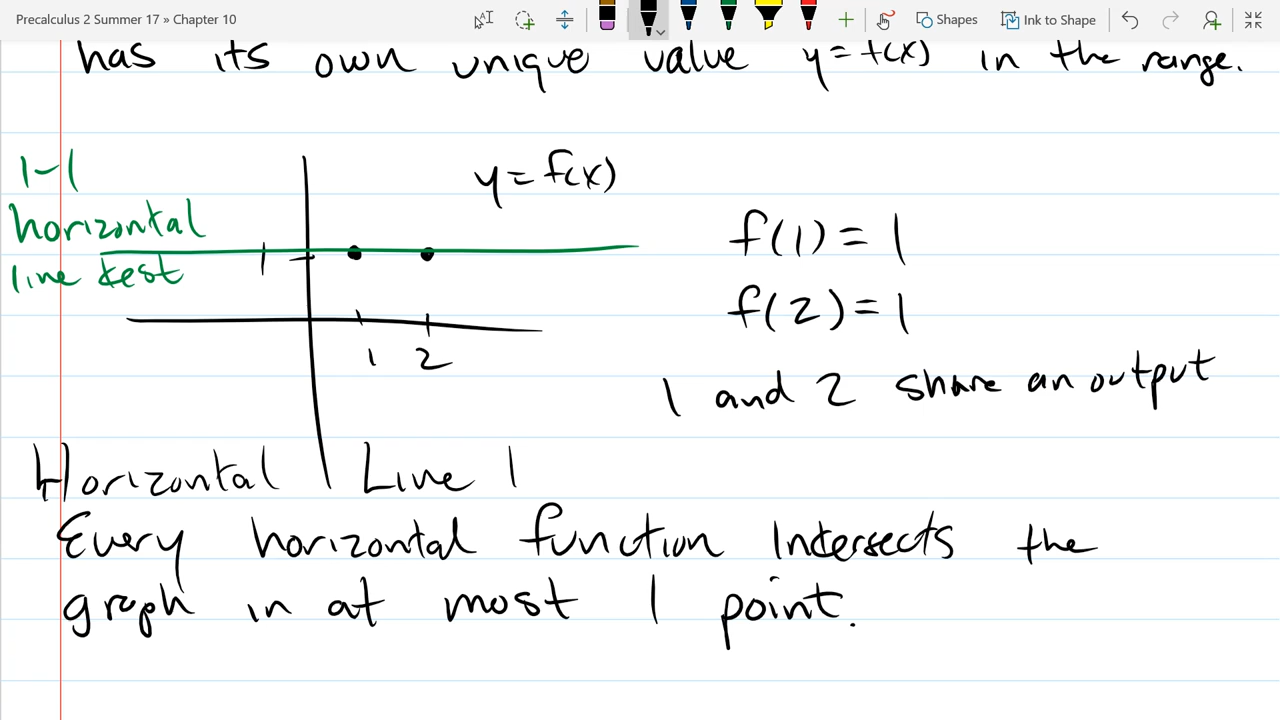 Precalculus 2 Summer 17 » Chapter 10
Shapes
Ink to Shape
has its own unique value y=f(x) in the range.
1-1
horizontal
line test
y=f(x)
1
1 2
f(1)=1
f(2)=1
1 and 2 share an output
Horizontal Line
Every horizontal function intersects the
graph in at most 1 point.